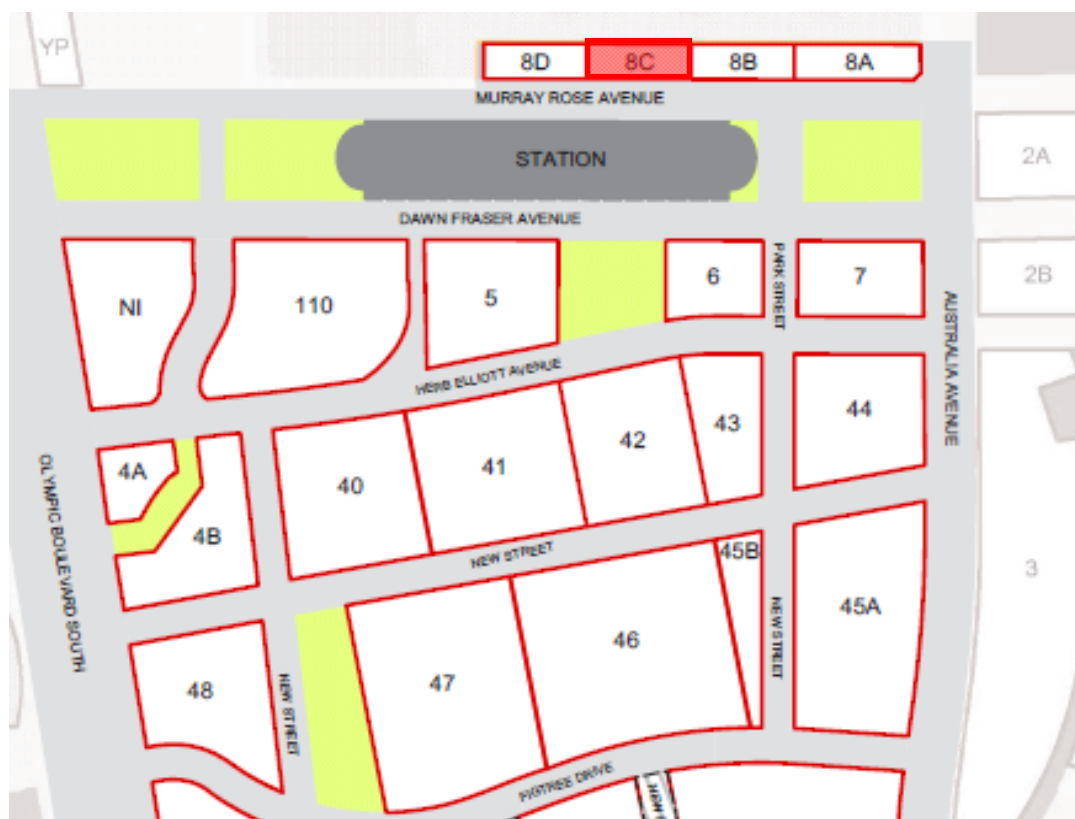 YP
8D
8C
8B
8A
MURRAY ROSE AVENUE
STATION
2A
DAWN FRASER AVENUE
NI
110
5
6
PARK STREET
7
2B
AUSTRALIA AVENUE
HERB ELLIOTT AVENUE
4A
4B
40
41
42
43
44
OLYMPIC BOULEVARD SOUTH
NEW STREET
45B
3
48
NEW STREET
47
46
NEW STREET
45A
FIGTREE DRIVE